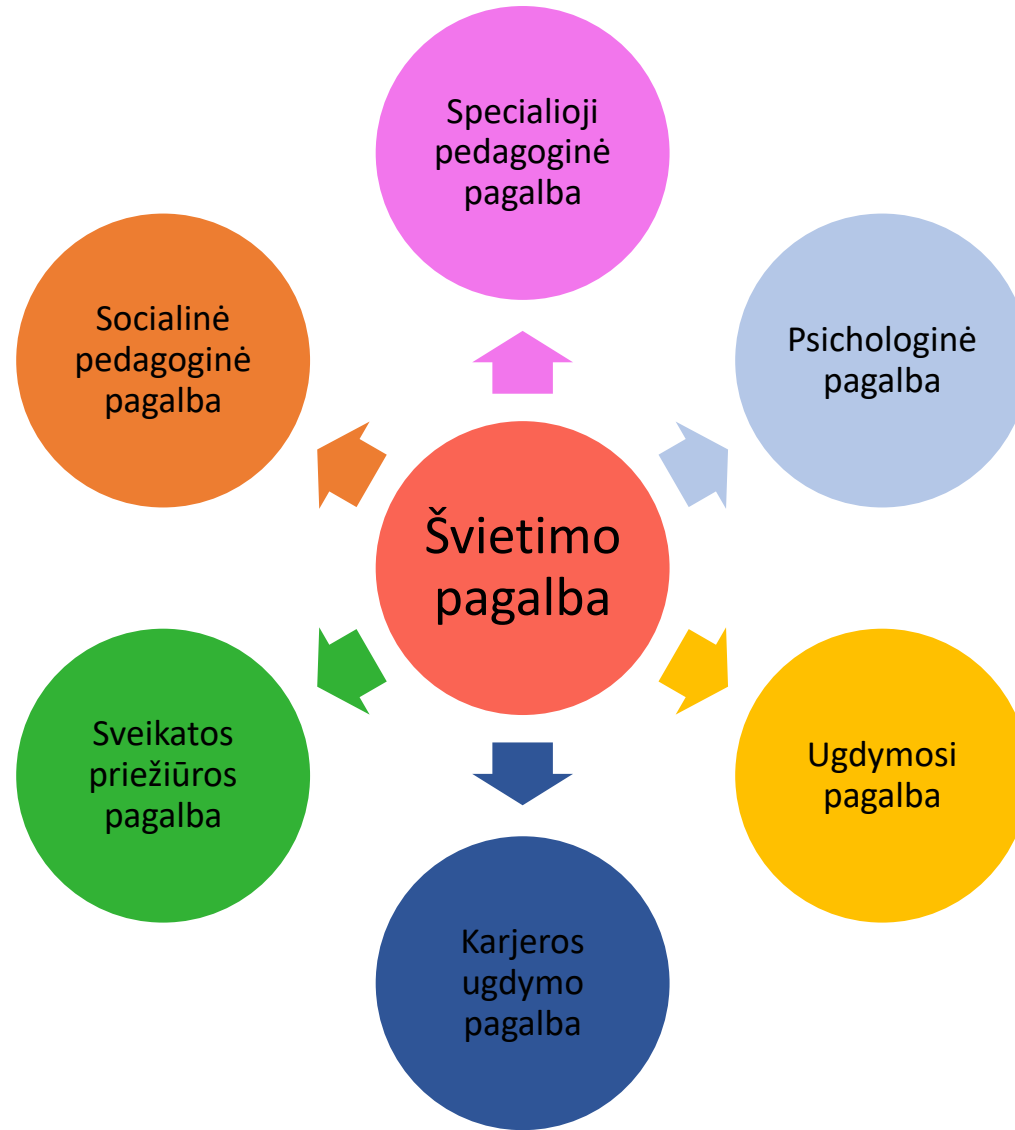 Specialioji
pedagoginė
pagalba
Socialinė
pedagoginė
pagalba
Psichologinė
pagalba
Švietimo
pagalba
Sveikatos
priežiūros
pagalba
Ugdymosi
pagalba
Karjeros
ugdymo
pagalba